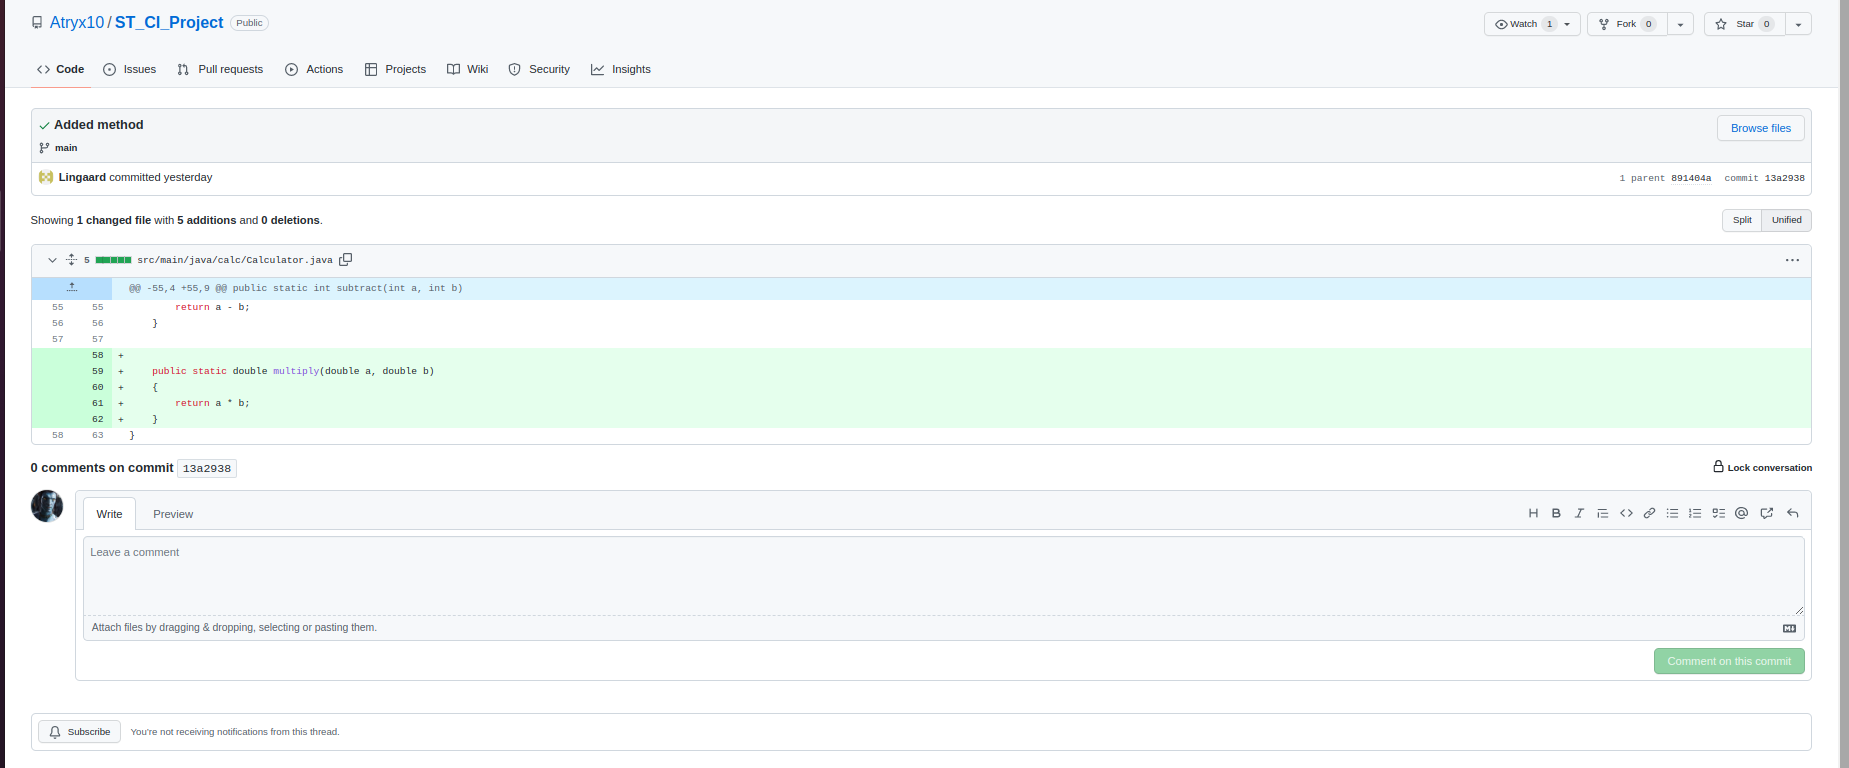 Atryx10 / ST_CI_Project Public Watch 1 Fork 0 Star 0
Code Issues Pull requests Actions Projects Wiki Security Insights
Added method Browse files
main
Lingaard committed yesterday 1 parent 891404a commit 13a2938
Showing 1 changed file with 5 additions and 0 deletions. Split Unified
5 src/main/java/calc/Calculator.java
@@ -55,4 +55,9 @@ public static int subtract(int a, int b)
55 55 return a - b;
56 56 }
57 57
58 +
59 + public static double multiply(double a, double b)
60 + {
61 + return a * b;
62 + }
58 63 }
0 comments on commit 13a2938 Lock conversation
Write Preview
Leave a comment
Attach files by dragging & dropping, selecting or pasting them.
Comment on this commit
Subscribe You're not receiving notifications from this thread.